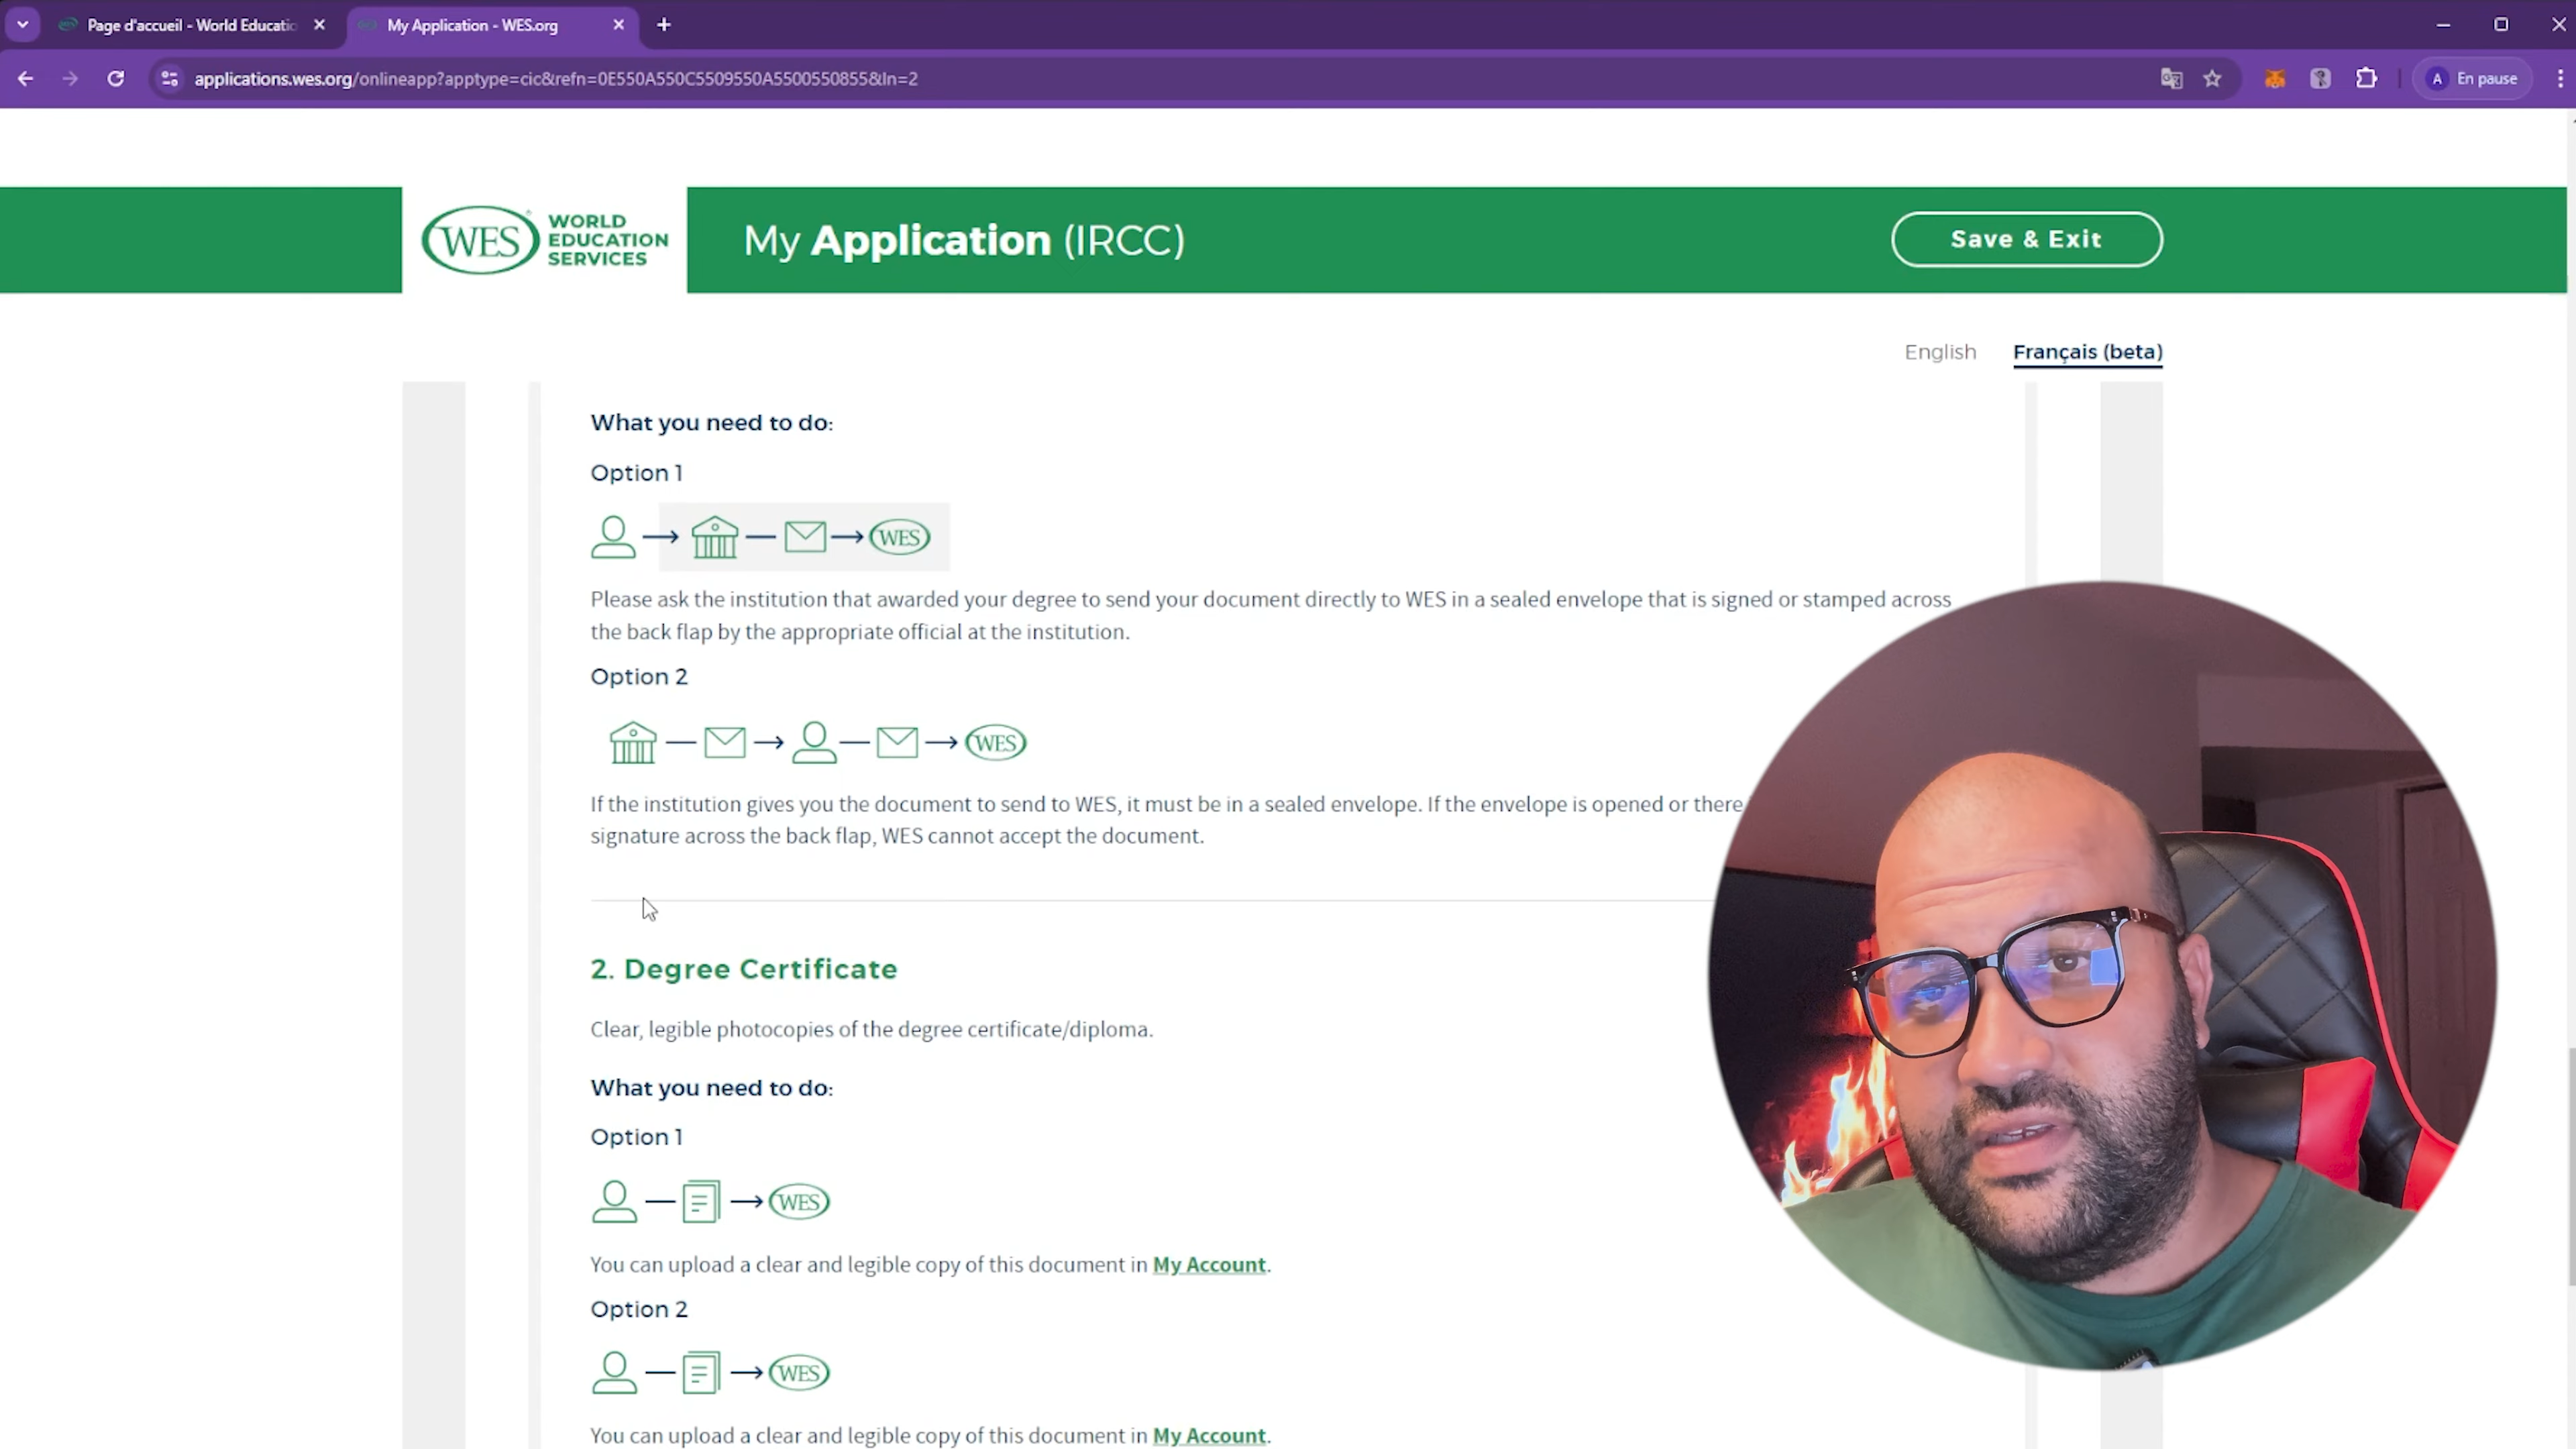 Page d'accueil - World Educatio
My Application - WES.org
applications.wes.org/onlineapp?apptype=cic&refn=0E550A550C5509550A5500550855&ln=2
A En pause
WES WORLD
EDUCATION
SERVICES
My Application (IRCC)
Save & Exit
English Français (beta)
What you need to do:
Option 1
WES
Please ask the institution that awarded your degree to send your document directly to WES in a sealed envelope that is signed or stamped across
the back flap by the appropriate official at the institution.
Option 2
WES
If the institution gives you the document to send to WES, it must be in a sealed envelope. If the envelope is opened or there
signature across the back flap, WES cannot accept the document.
2. Degree Certificate
Clear, legible photocopies of the degree certificate/diploma.
What you need to do:
Option 1
WES
You can upload a clear and legible copy of this document in My Account.
Option 2
WES
You can upload a clear and legible copy of this document in My Account.